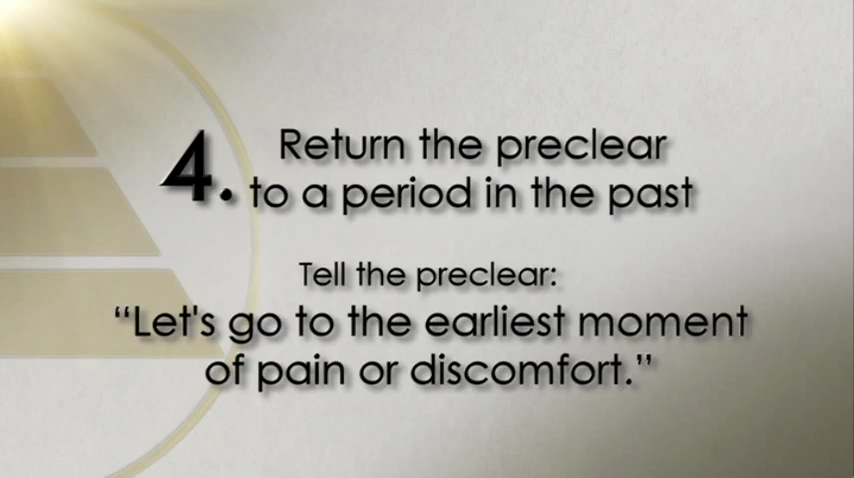 4. Return the preclear
to a period in the past
Tell the preclear:
“Let's go to the earliest moment
of pain or discomfort.”